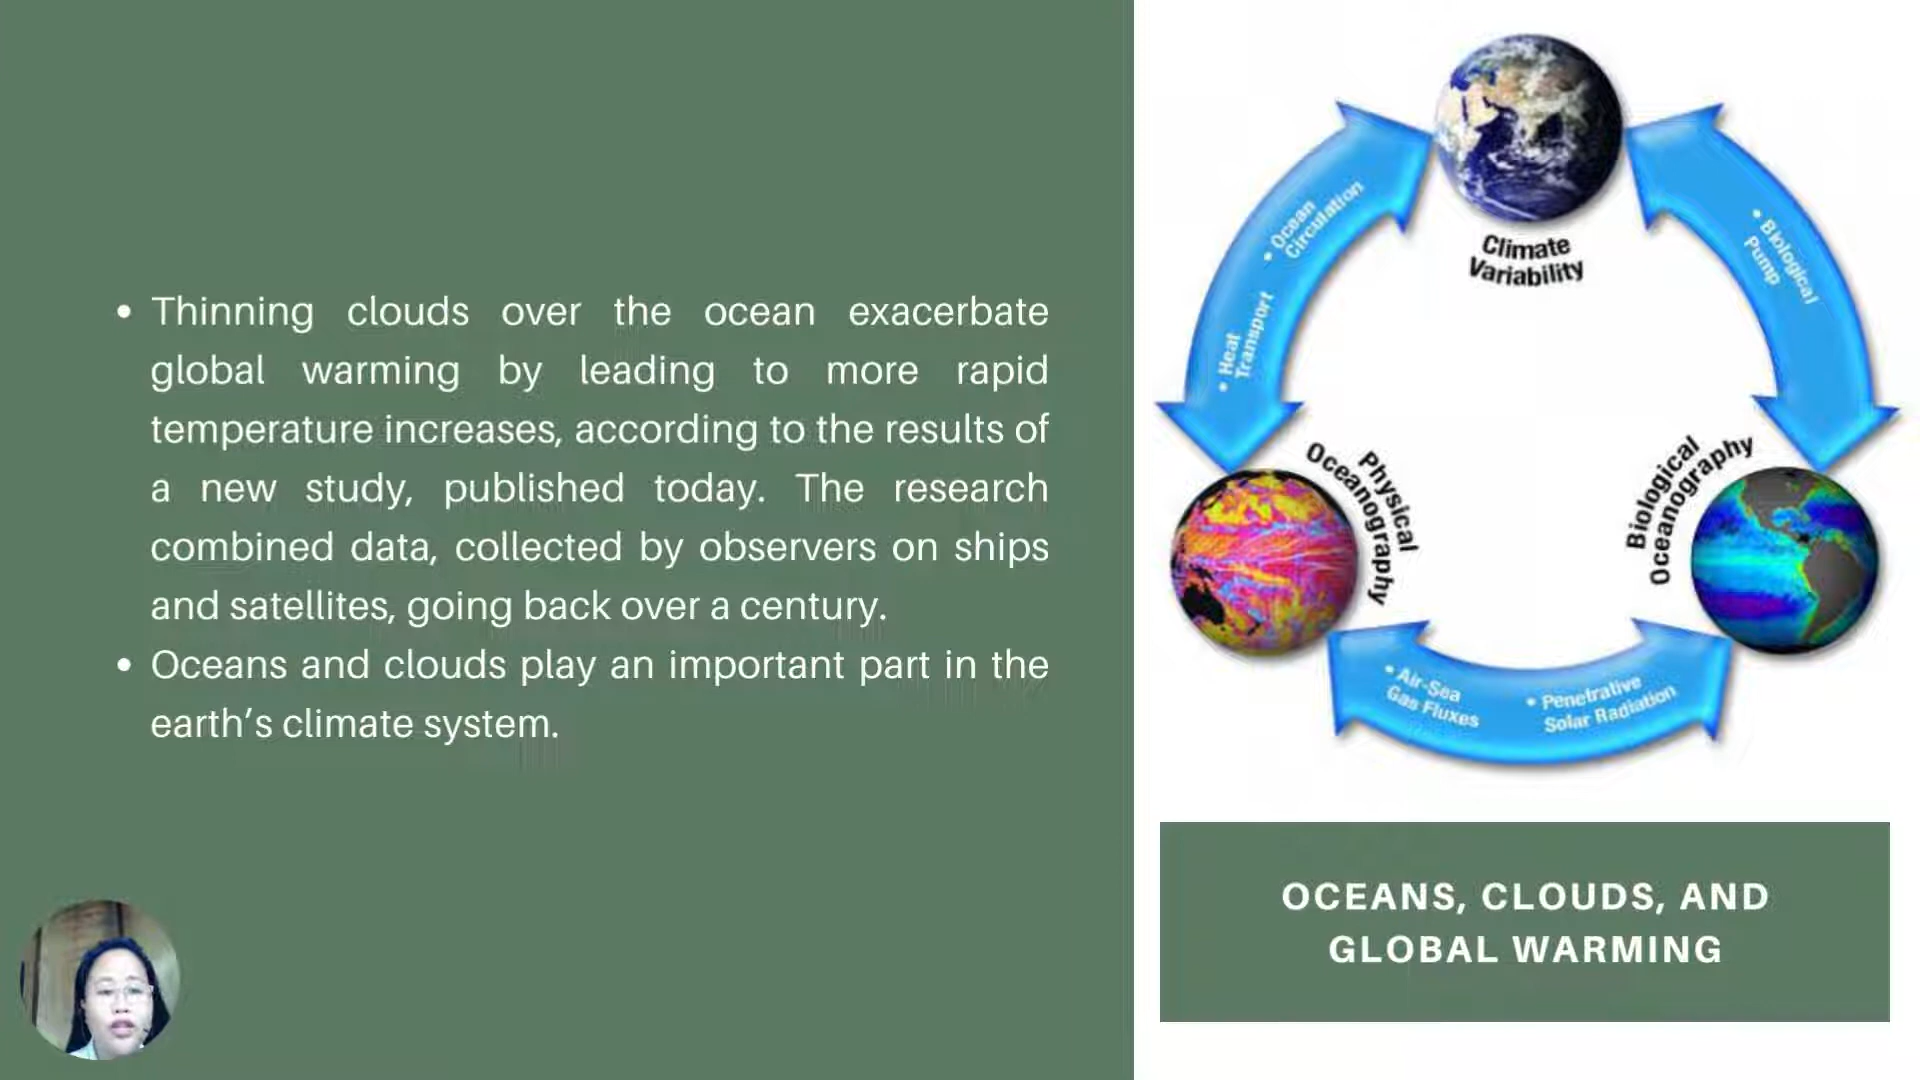 • Thinning clouds over the ocean exacerbate
global warming by leading to more rapid
temperature increases, according to the results of
a new study, published today. The research
combined data, collected by observers on ships
and satellites, going back over a century.
• Oceans and clouds play an important part in the
earth’s climate system.
Climate
Variability
• Ocean
Circulation
• Heat
Transport
• Biological
Pump
Physical
Oceanography
Biological
Oceanography
• Air-Sea
Gas Fluxes
• Penetrative
Solar Radiation
OCEANS, CLOUDS, AND
GLOBAL WARMING